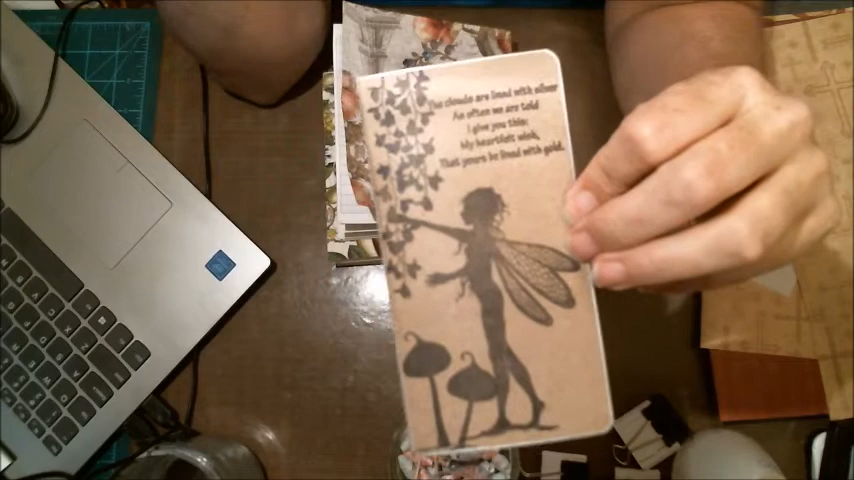 The clouds are lined with silver
As often we are told
I give you this:
My heartfelt wish,
That yours be lined with gold.